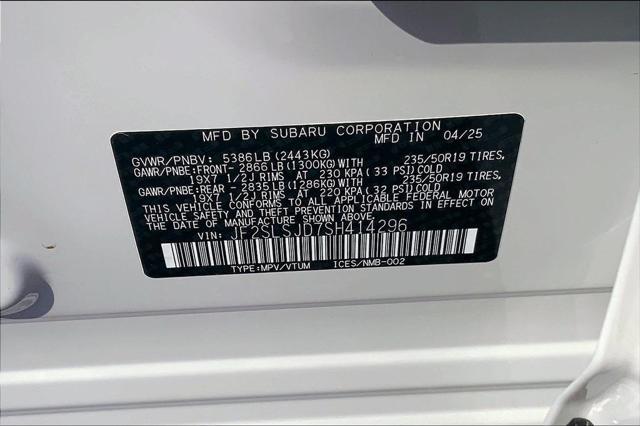 MFD BY SUBARU CORPORATION
MFD IN 04/25
GVWR/PNBV: 5386LB (2443KG)
GAWR/PNBE: FRONT-2866LB (1300KG) WITH 235/50R19 TIRES,
19X7 1/2J RIMS AT 230 KPA (33 PSI) COLD
GAWR/PNBE: REAR-2835LB (1286KG) WITH 235/50R19 TIRES,
19X7 1/2J RIMS AT 220 KPA (32 PSI) COLD
THIS VEHICLE CONFORMS TO ALL APPLICABLE FEDERAL MOTOR
VEHICLE SAFETY AND THEFT PREVENTION STANDARDS IN EFFECT ON
THE DATE OF MANUFACTURE SHOWN ABOVE.
VIN: JF2SLSJD7SH414296
TYPE:MPV/VTUM ICES/NMB-002